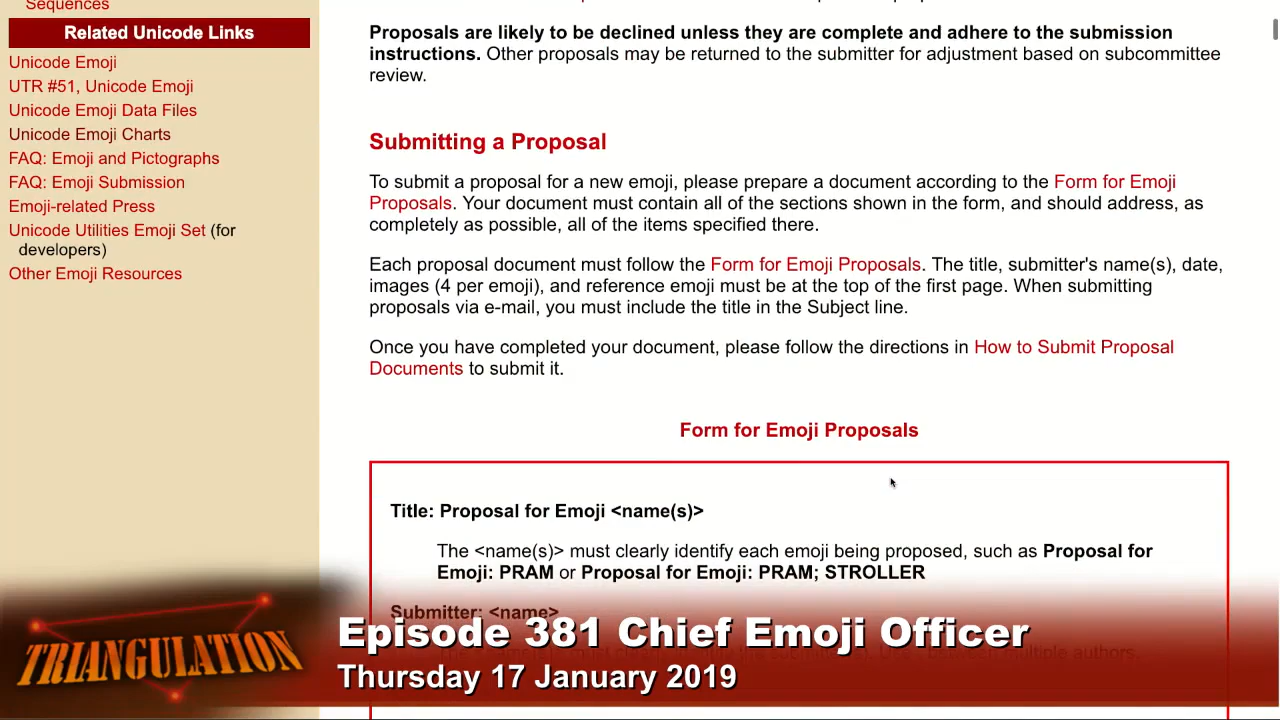 Sequences
Related Unicode Links
Unicode Emoji
UTR #51, Unicode Emoji
Unicode Emoji Data Files
Unicode Emoji Charts
FAQ: Emoji and Pictographs
FAQ: Emoji Submission
Emoji-related Press
Unicode Utilities Emoji Set (for
developers)
Other Emoji Resources
Proposals are likely to be declined unless they are complete and adhere to the submission
instructions. Other proposals may be returned to the submitter for adjustment based on subcommittee
review.
Submitting a Proposal
To submit a proposal for a new emoji, please prepare a document according to the Form for Emoji
Proposals. Your document must contain all of the sections shown in the form, and should address, as
completely as possible, all of the items specified there.
Each proposal document must follow the Form for Emoji Proposals. The title, submitter's name(s), date,
images (4 per emoji), and reference emoji must be at the top of the first page. When submitting
proposals via e-mail, you must include the title in the Subject line.
Once you have completed your document, please follow the directions in How to Submit Proposal
Documents to submit it.
Form for Emoji Proposals
Title: Proposal for Emoji <name(s)>
The <name(s)> must clearly identify each emoji being proposed, such as Proposal for
Emoji: PRAM or Proposal for Emoji: PRAM; STROLLER
Submitter: <name>
multiple authors.
TRIANGULATION
Episode 381 Chief Emoji Officer
Thursday 17 January 2019